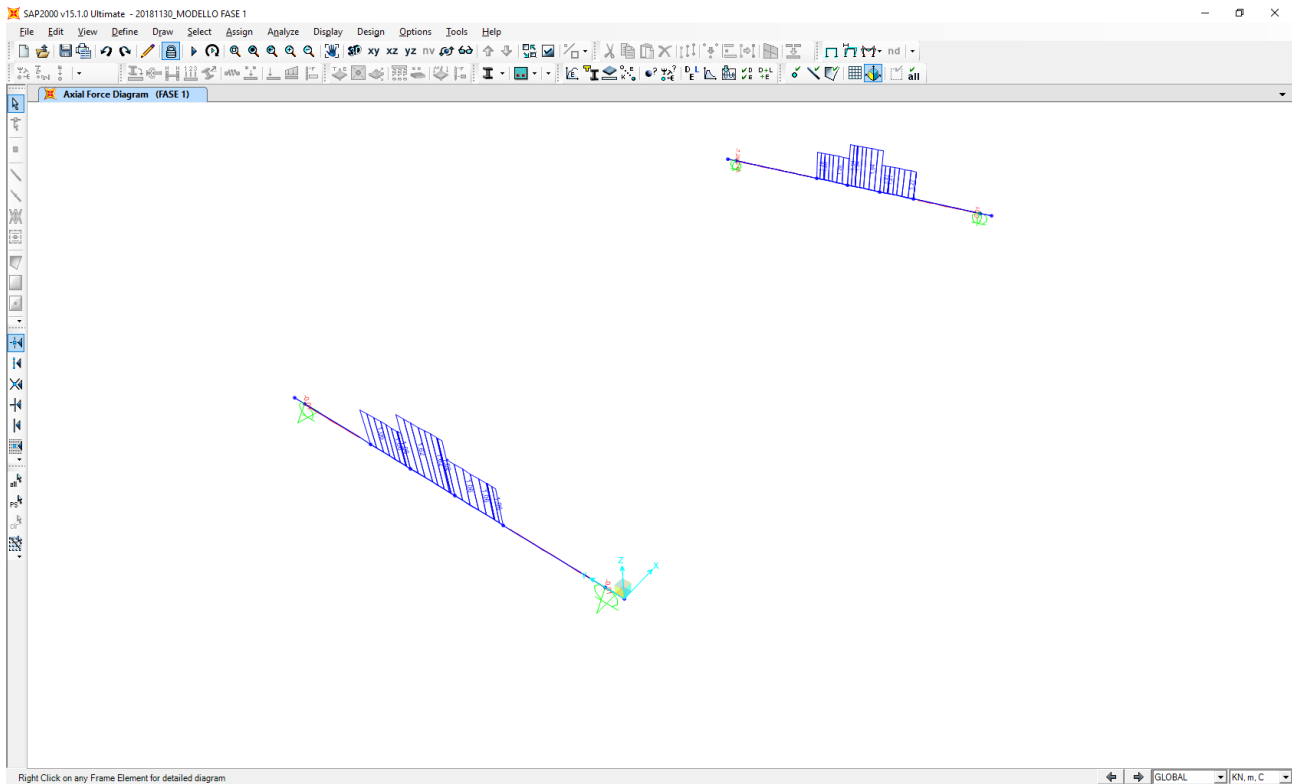 SAP2000 v15.1.0 Ultimate - 20181130_MODELLO FASE 1
File Edit View Define Draw Select Assign Analyze Display Design Options Tools Help
xy xz yz nv
nd
all
Axial Force Diagram (FASE 1)
Z
X
all
PS
clr
Right Click on any Frame Element for detailed diagram
GLOBAL
KN, m, C